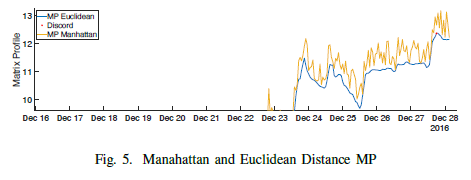 13
12
11
10
Matrix Profile
MP Euclidean
Discord
MP Manhattan
Dec 16 Dec 17 Dec 18 Dec 19 Dec 20 Dec 21 Dec 22 Dec 23 Dec 24 Dec 25 Dec 26 Dec 27 Dec 28
2016
Fig. 5. Manahattan and Euclidean Distance MP